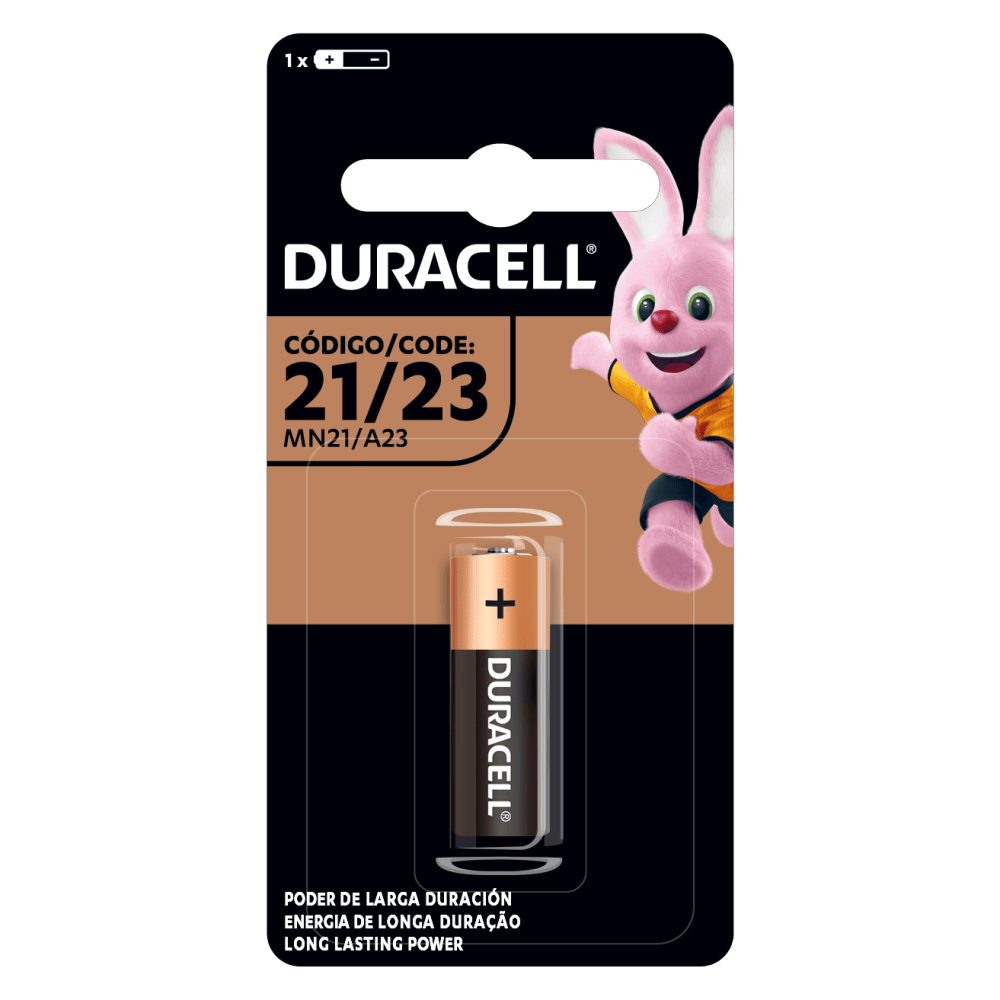 1 x + -
DURACELL®
CÓDIGO/CODE:
21/23
MN21/A23
+
DURACELL®
PODER DE LARGA DURACIÓN
ENERGIA DE LONGA DURAÇÃO
LONG LASTING POWER